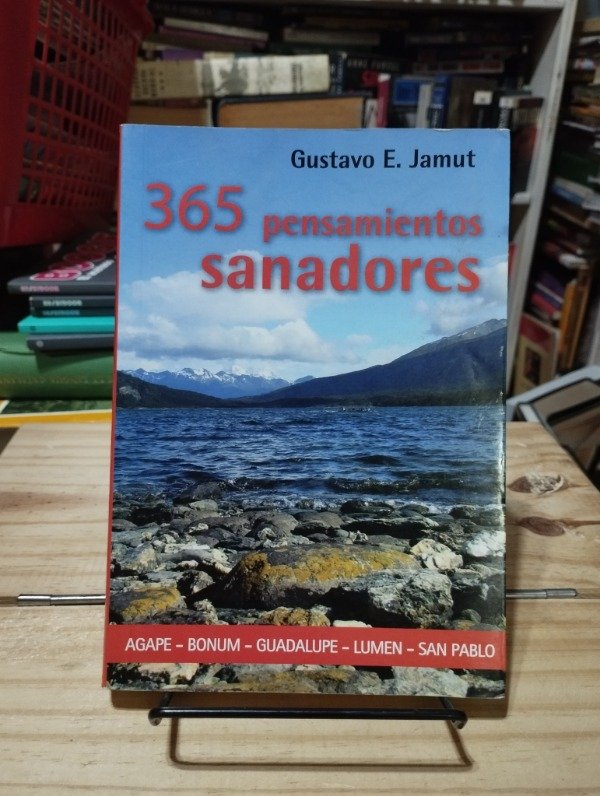 Gustavo E. Jamut
365 pensamientos
sanadores
AGAPE – BONUM – GUADALUPE – LUMEN – SAN PABLO